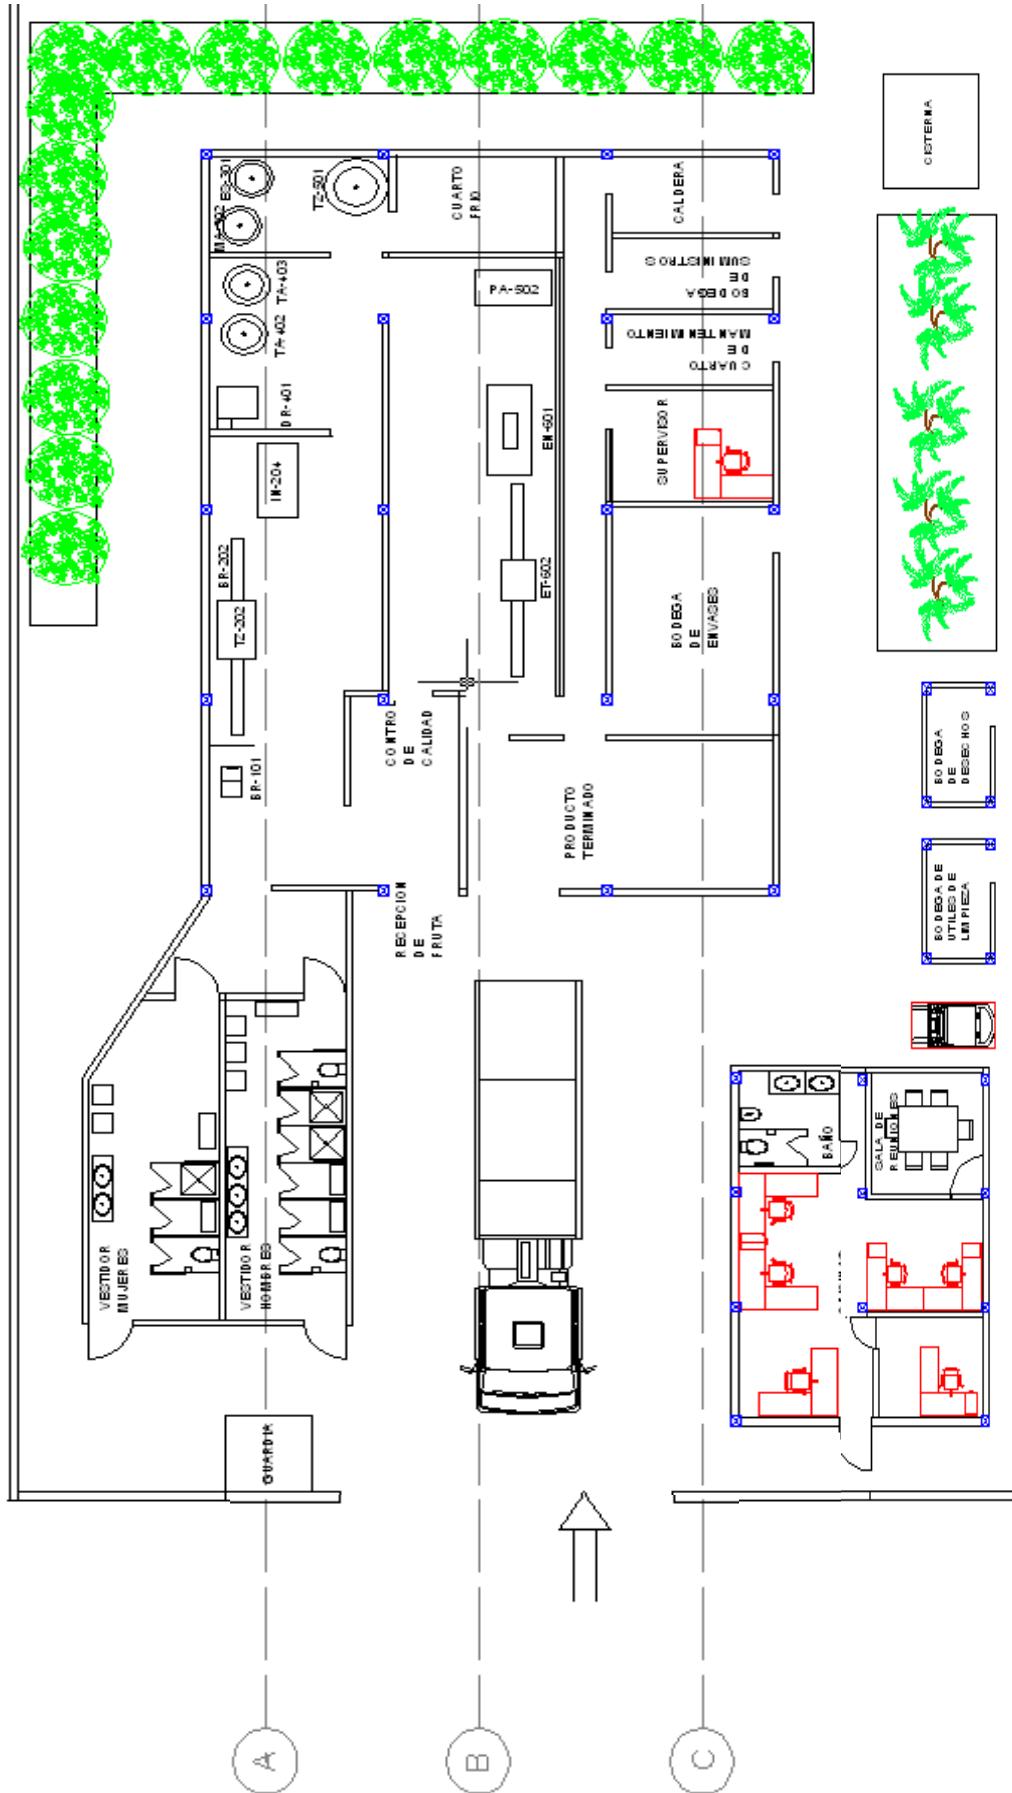 CISTERNA
TZ-501
CUARTO
FRIO
CALDERA
BODEGA
DE
SUMINISTROS
TA-403
TA-402
PA-502
CUARTO
DE
MANTENIMIENTO
DR-401
EN-601
SUPERVISOR
IN-204
BR-202
TZ-202
ET-602
BODEGA
DE
ENVASES
BR-101
CONTROL
DE
CALIDAD
PRODUCTO
TERMINADO
BODEGA
DE
DESECHOS
RECEPCION
DE
FRUTA
BODEGA DE
UTILES DE
LIMPIEZA
BAÑO
SALA DE
REUNIONES
VESTIDOR
MUJERES
VESTIDOR
HOMBRES
GUARDIA
A
B
C